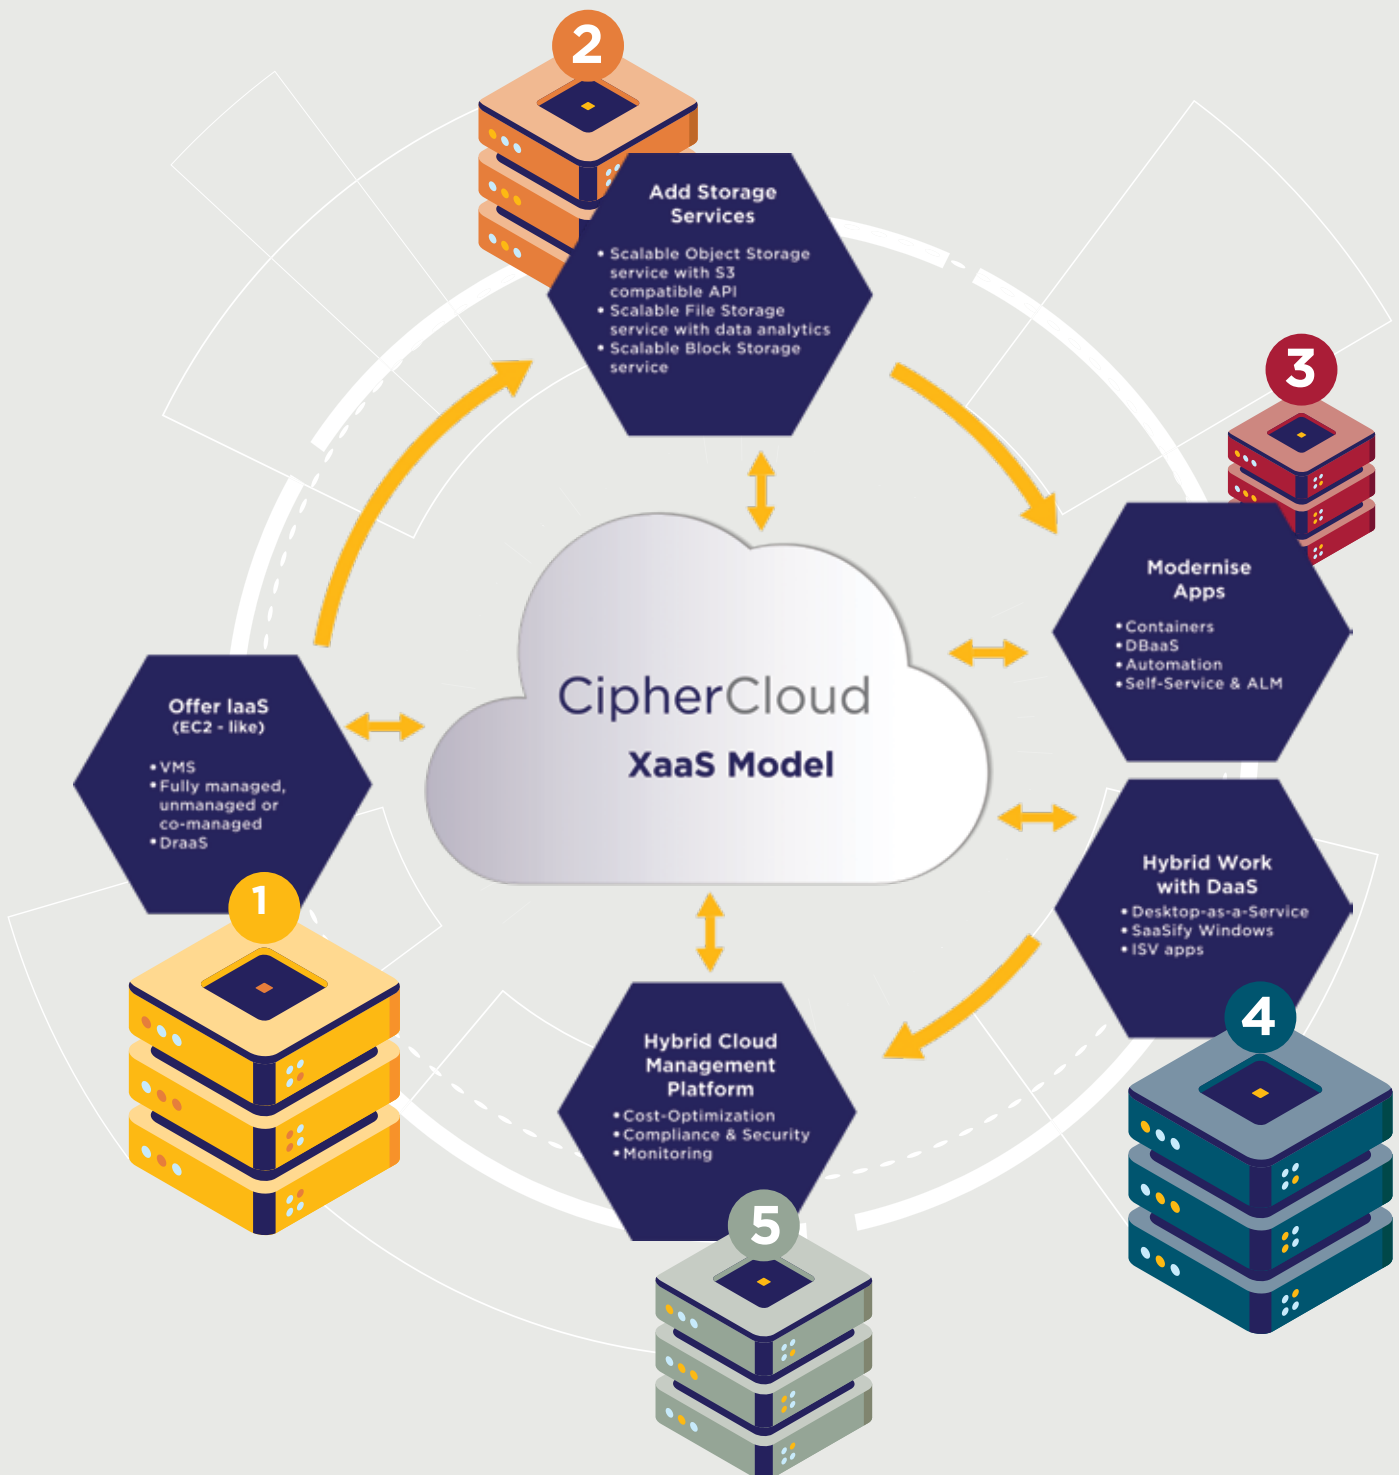 2
Add Storage
Services
• Scalable Object Storage
service with S3
compatible API
• Scalable File Storage
service with data analytics
• Scalable Block Storage
service
3
Modernise
Apps
• Containers
• DBaaS
• Automation
• Self-Service & ALM
CipherCloud
XaaS Model
Offer IaaS
(EC2 - like)
• VMS
• Fully managed,
unmanaged or
co-managed
• DraaS
1
Hybrid Work
with DaaS
• Desktop-as-a-Service
• SaaSify Windows
• ISV apps
4
Hybrid Cloud
Management
Platform
• Cost-Optimization
• Compliance & Security
• Monitoring
5